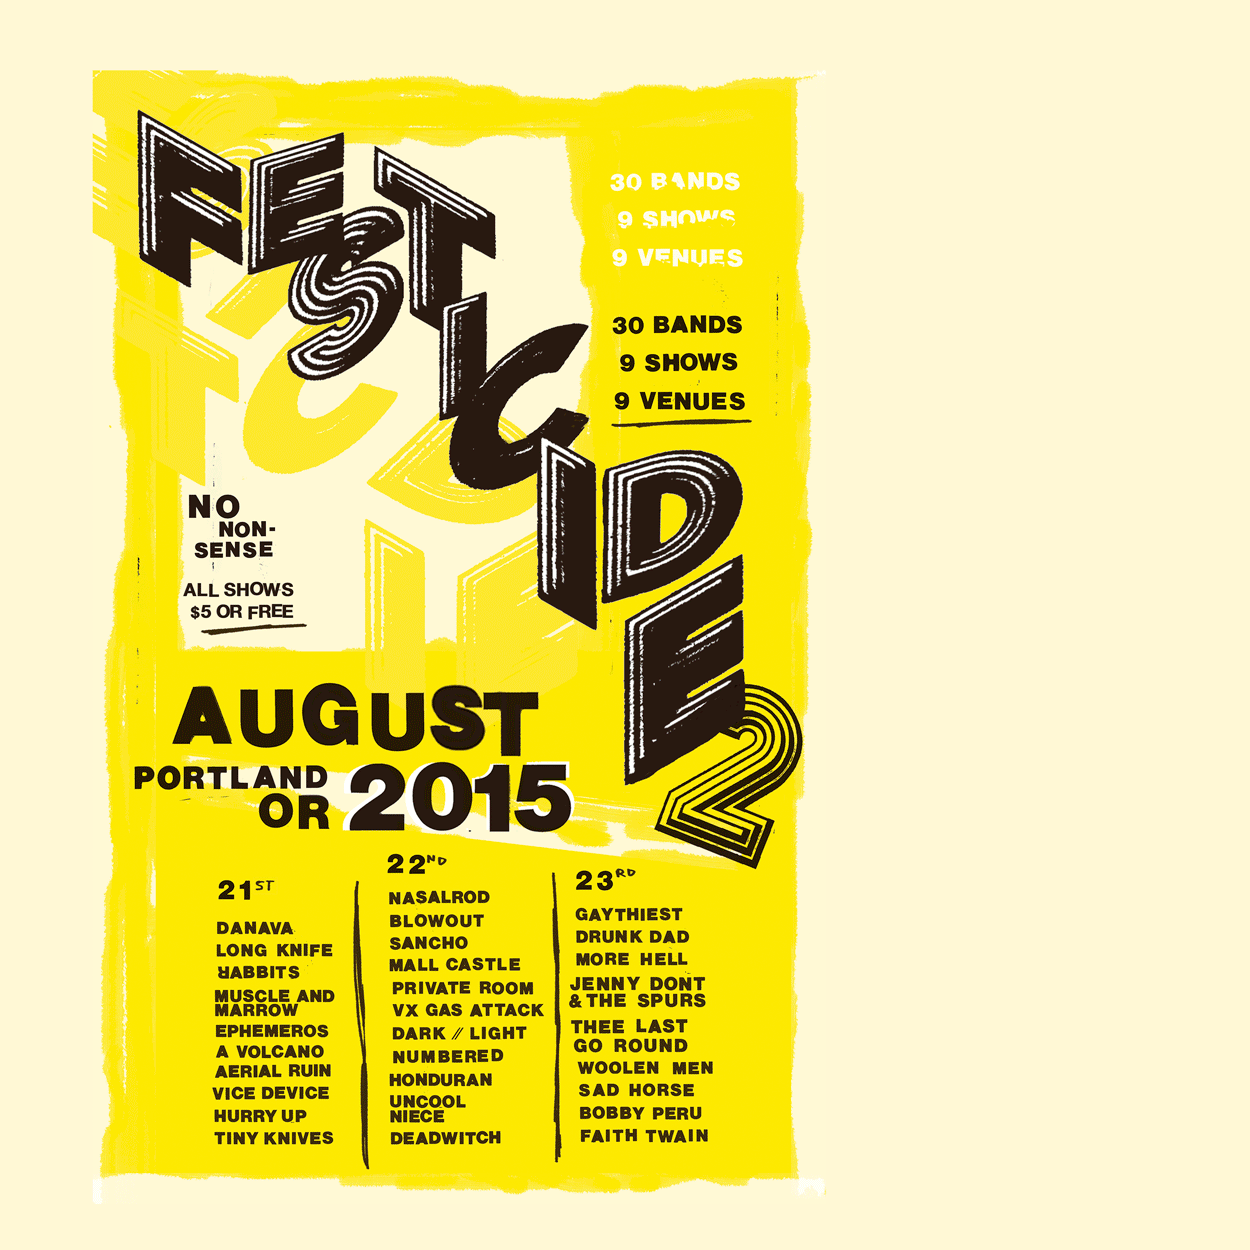 FESTICIDE
2
30 BANDS
9 SHOWS
9 VENUES
30 BANDS
9 SHOWS
9 VENUES
NO
NON-
SENSE
ALL SHOWS
$5 OR FREE
AUGUST
PORTLAND
OR
2015
21ST
DANAVA
LONG KNIFE
RABBITS
MUSCLE AND
MARROW
EPHEMEROS
A VOLCANO
AERIAL RUIN
VICE DEVICE
HURRY UP
TINY KNIVES
22ND
NASALROD
BLOWOUT
SANCHO
MALL CASTLE
PRIVATE ROOM
VX GAS ATTACK
DARK // LIGHT
NUMBERED
HONDURAN
UNCOOL
NIECE
DEADWITCH
23RD
GAYTHIEST
DRUNK DAD
MORE HELL
JENNY DONT
& THE SPURS
THEE LAST
GO ROUND
WOOLEN MEN
SAD HORSE
BOBBY PERU
FAITH TWAIN